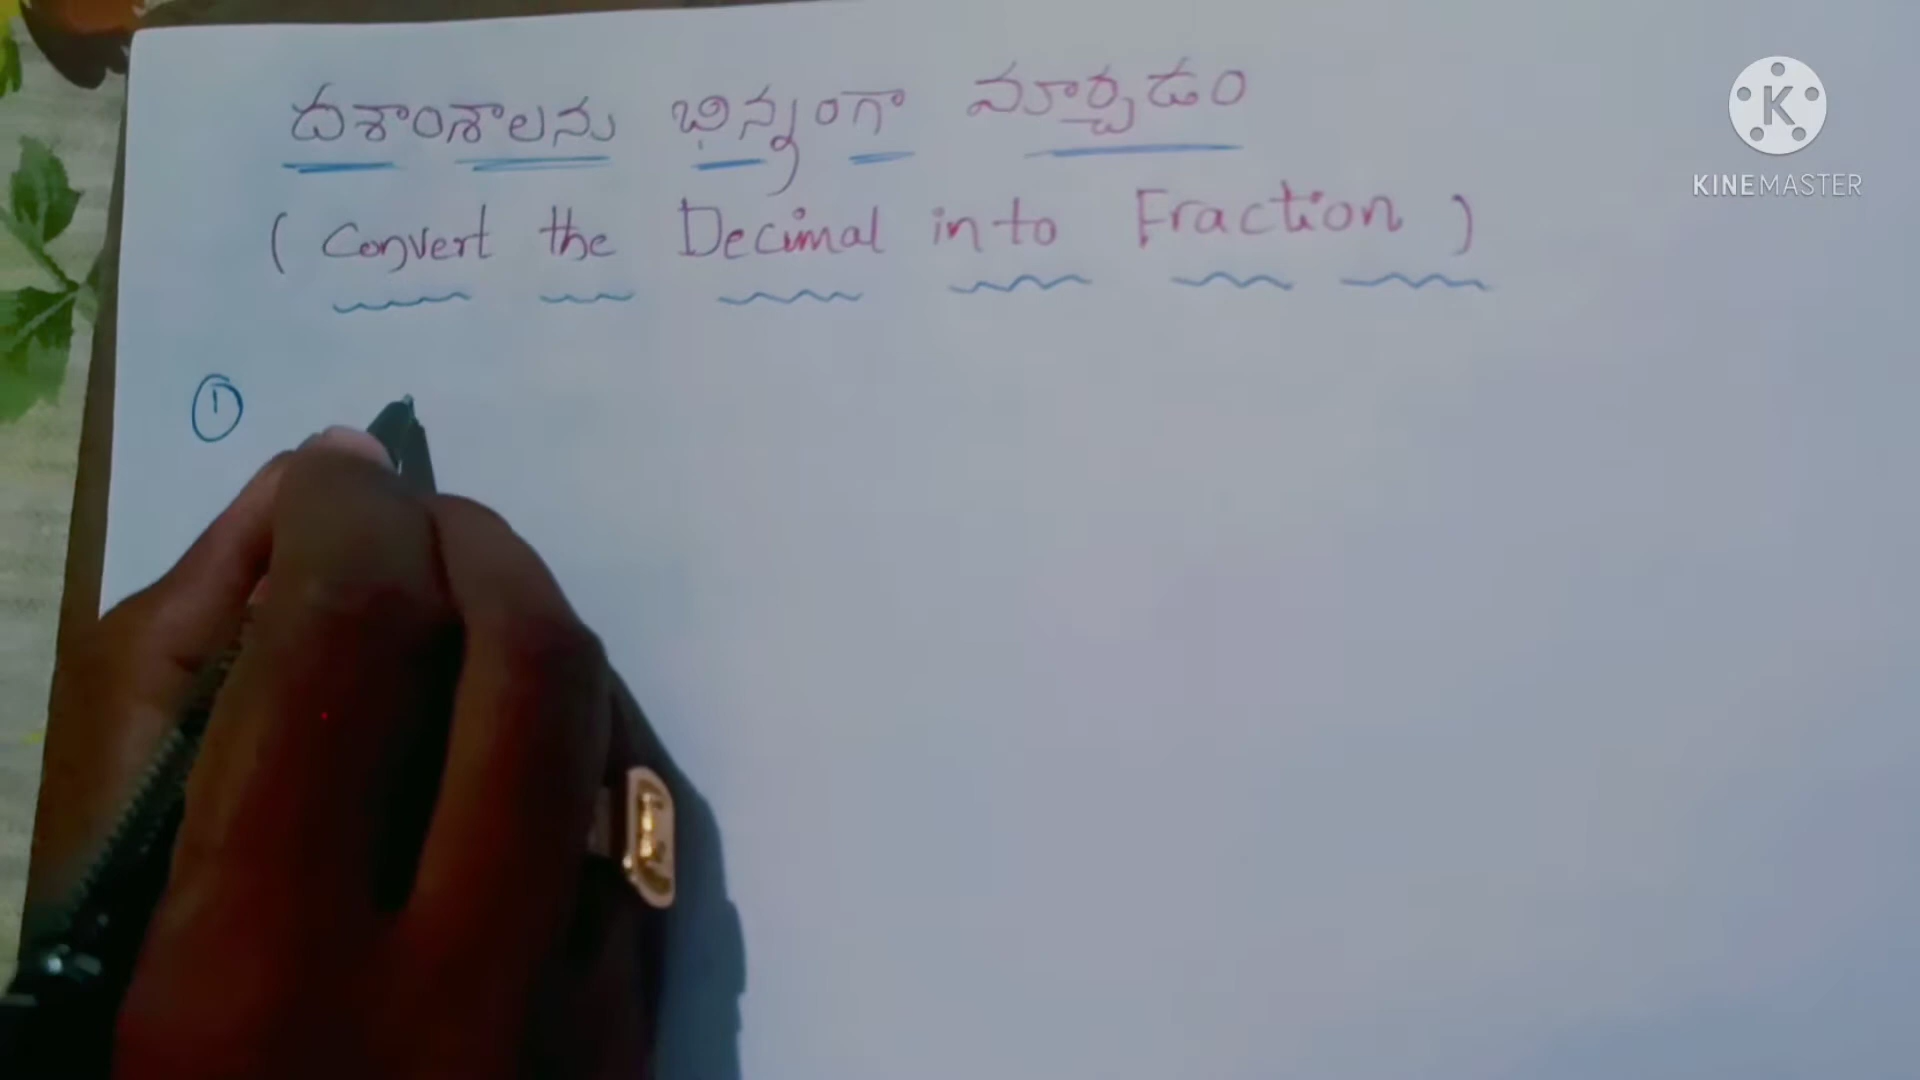 దశాంశాలను భిన్నంగా మార్చడం
( Convert the Decimal into Fraction )
①
K
KINEMASTER